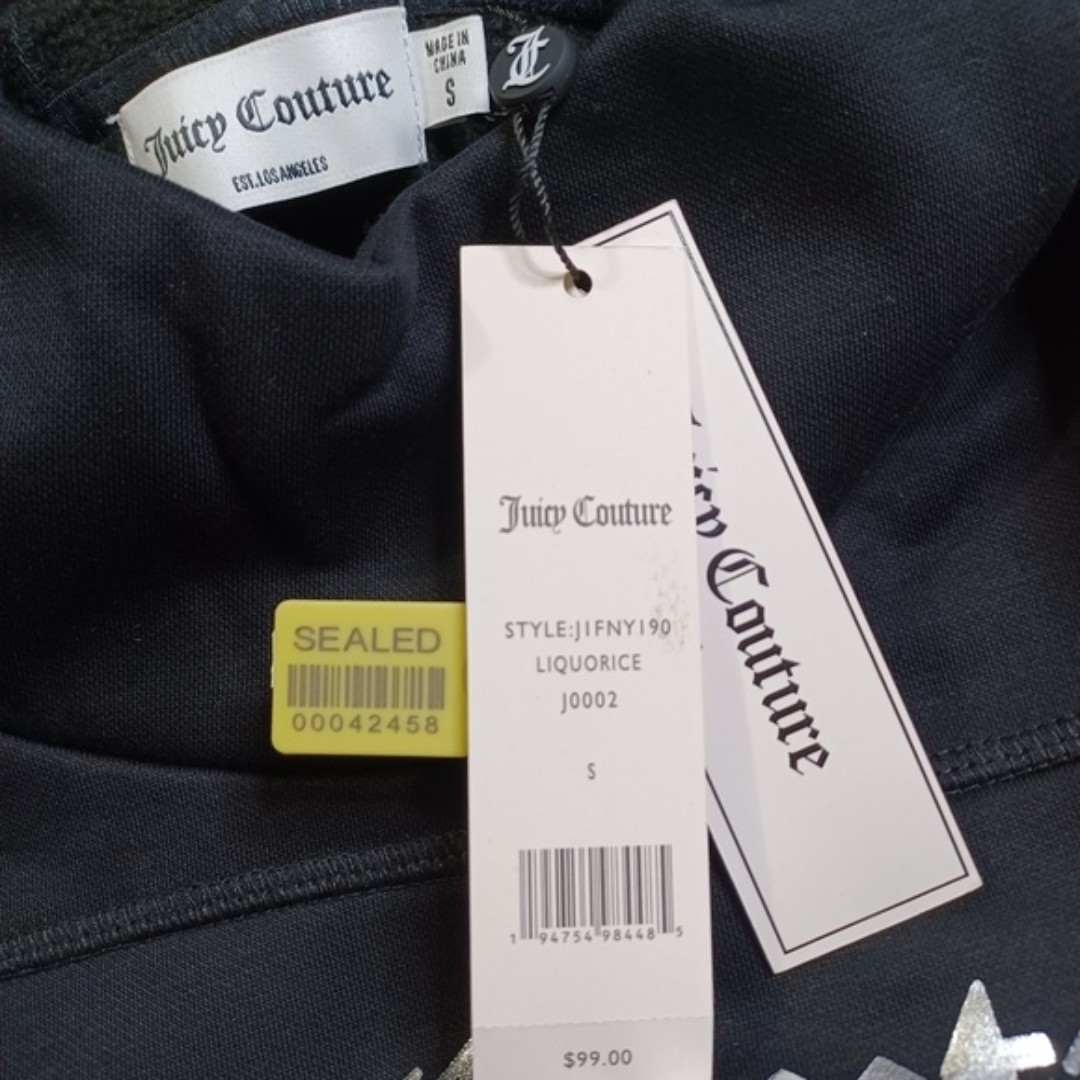 Juicy Couture
EST.LOS ANGELES
MADE IN
CHINA
S
Juicy Couture
STYLE:J1FNY190
LIQUORICE
J0002
S
1 94754 98448 5
$99.00
SEALED
00042458
Couture